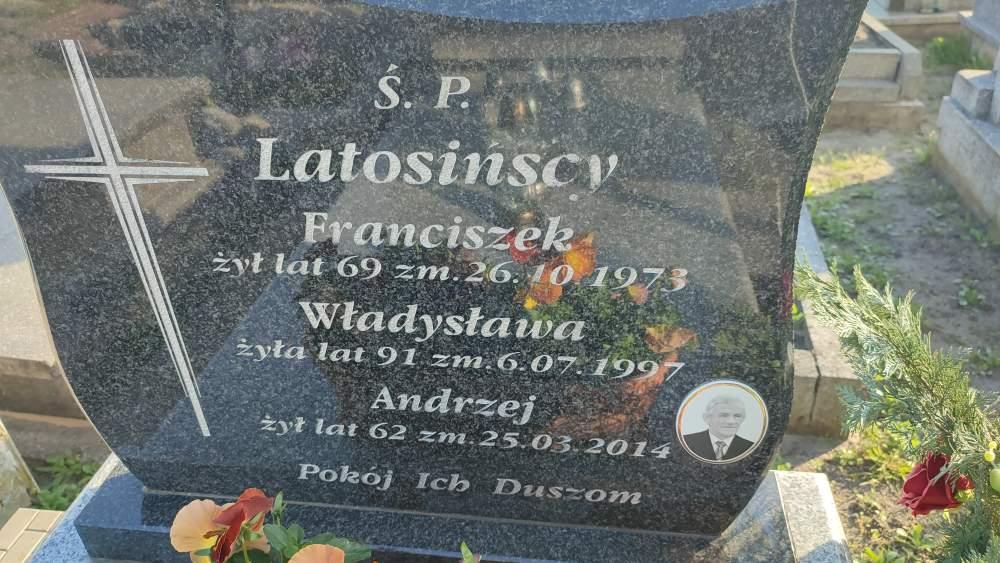 Ś. P.
Latosińscy
Franciszek
żył lat 69 zm.26.10.1973
Władysława
żyła lat 91 zm.6.07.1997
Andrzej
żył lat 62 zm.25.03.2014
Pokój Ich Duszom